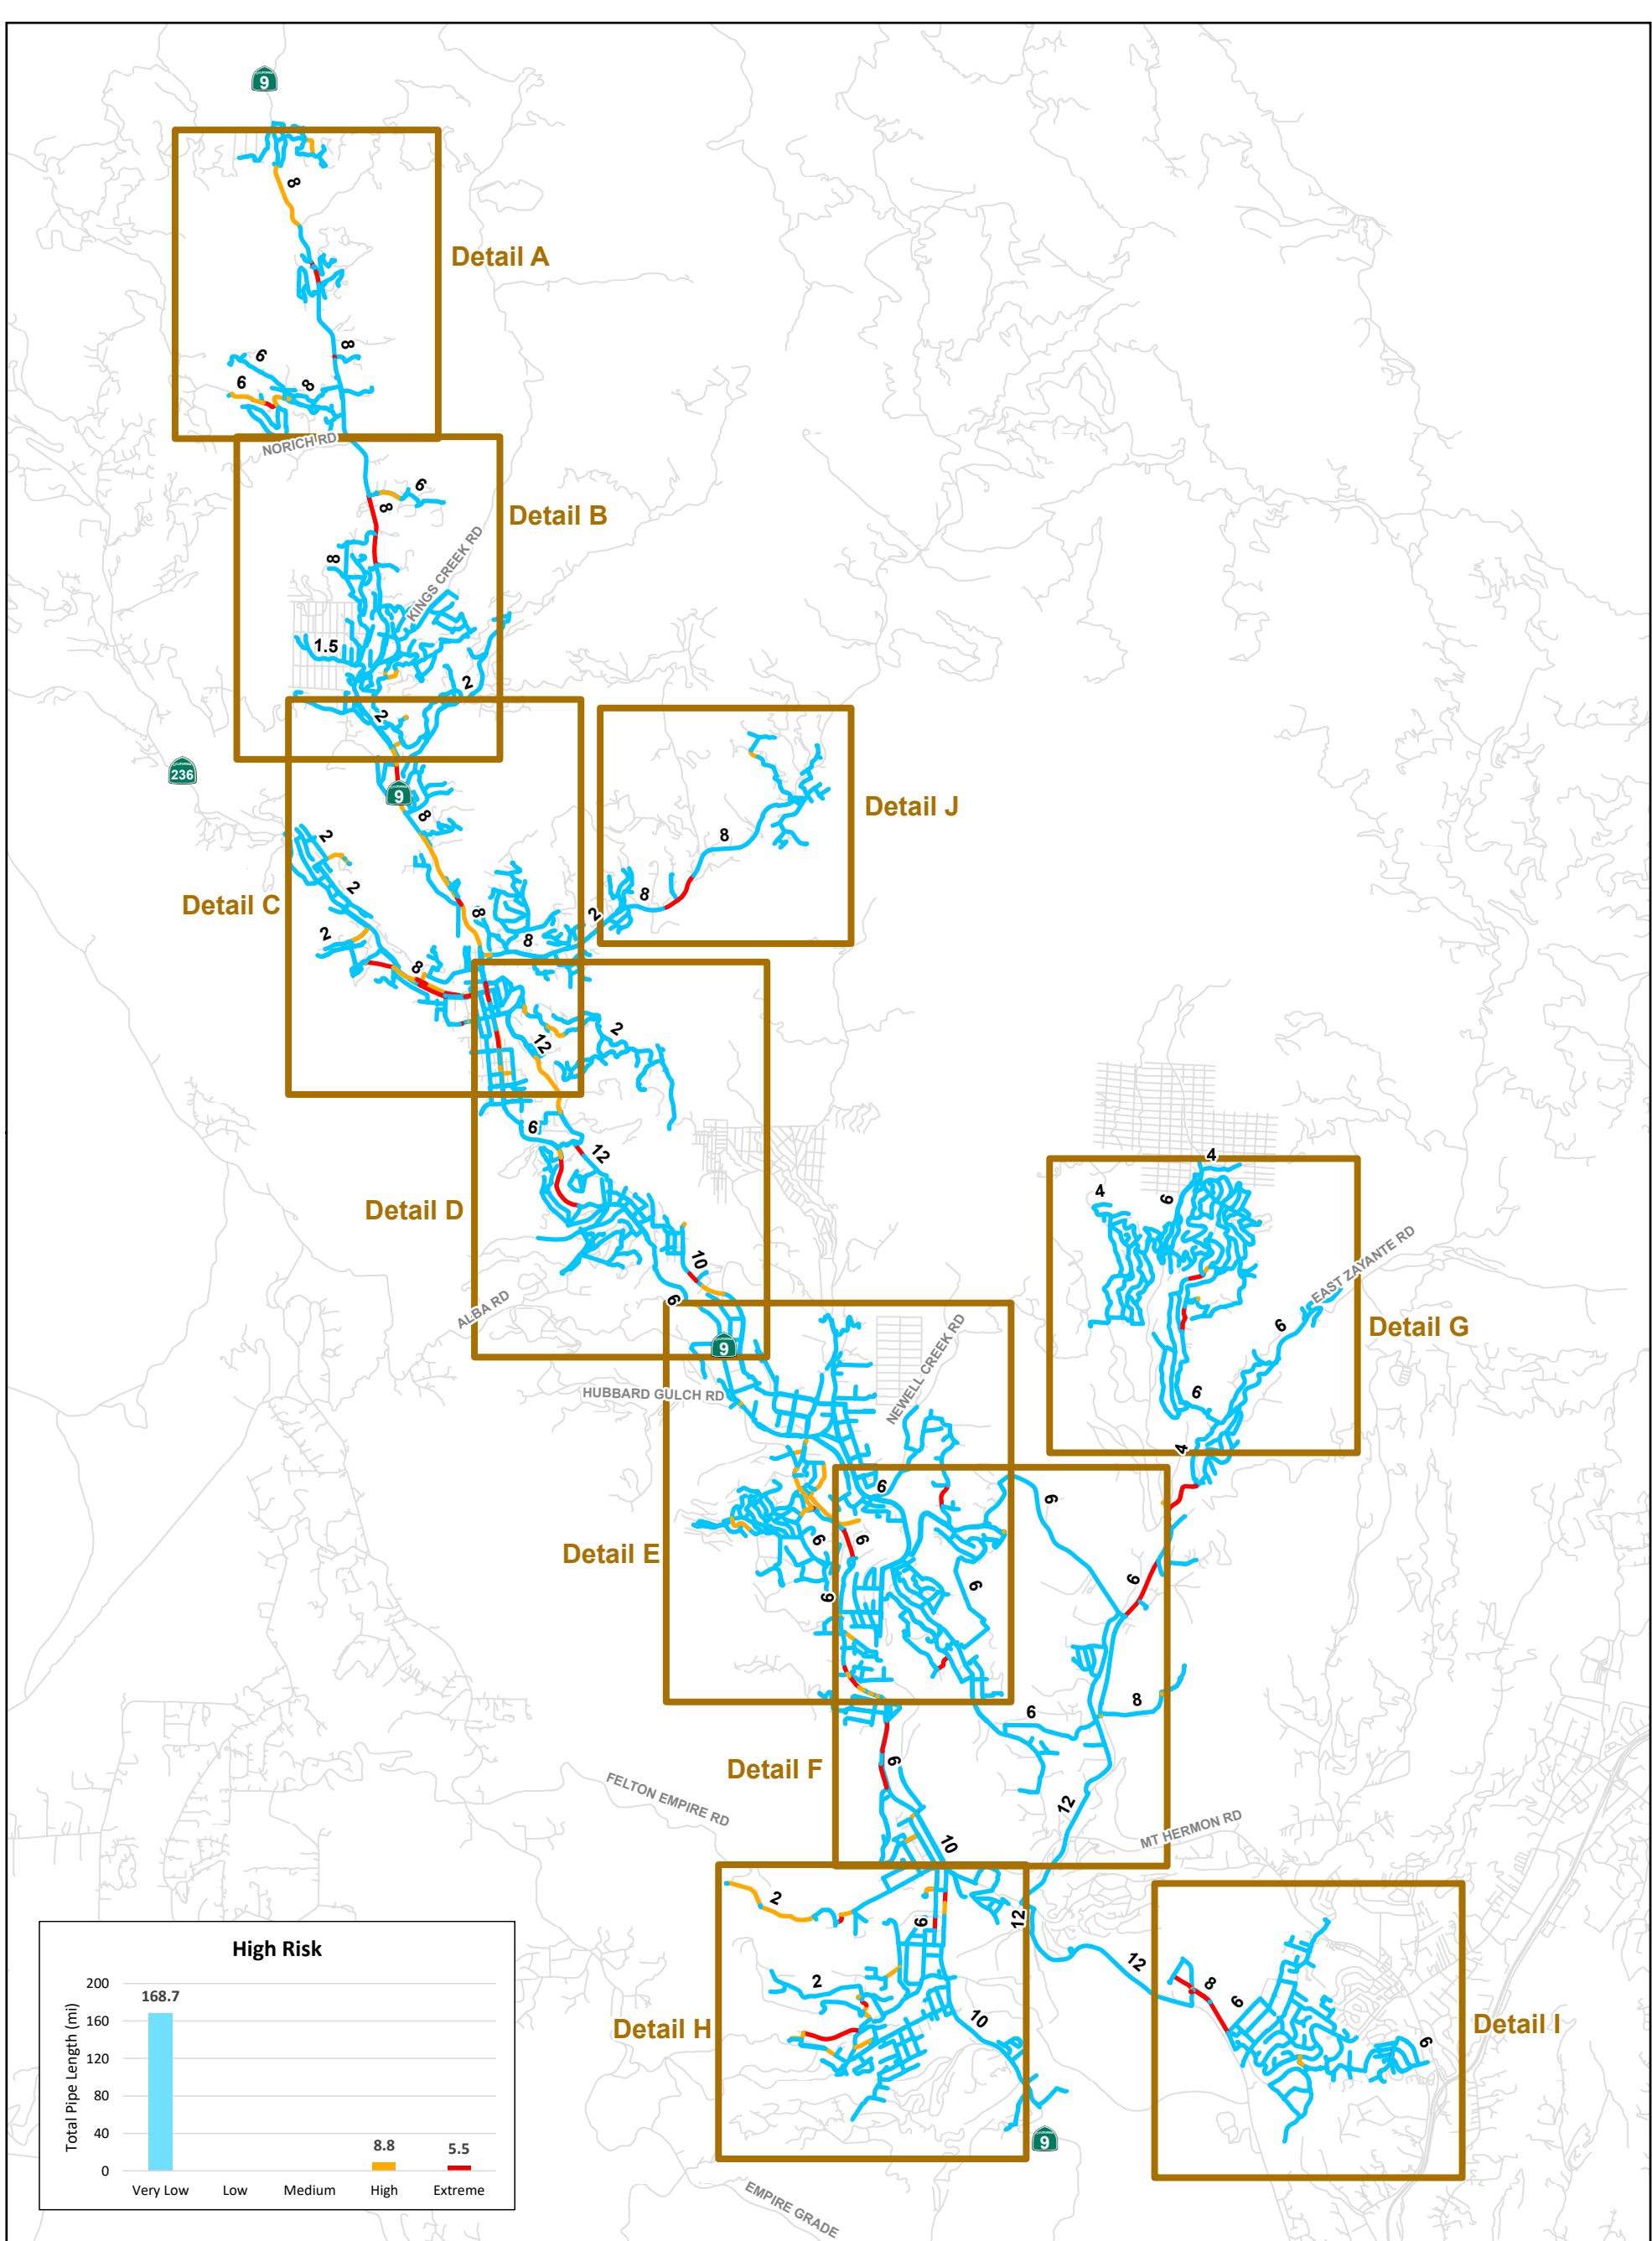 CALIFORNIA
9
8
Detail A
8
6
6
8
NORICH RD
6
8
Detail B
8
KINGS CREEK RD
1.5
2
2
236
9
Detail J
8
8
2
2
8
Detail C
8
2
8
2
8
2
12
6
12
4
4
6
Detail D
10
EAST ZAYANTE RD
ALBA RD
6
6
Detail G
9
NEWELL CREEK RD
HUBBARD GULCH RD
6
4
6
6
6
6
Detail E
6
6
6
8
6
Detail F
6
FELTON EMPIRE RD
12
MT HERMON RD
10
2
6
12
12
8
6
2
10
Detail H
Detail I
6
9
EMPIRE GRADE
High Risk
Total Pipe Length (mi)
200
168.7
160
120
80
40
8.8
5.5
0
Very Low
Low
Medium
High
Extreme